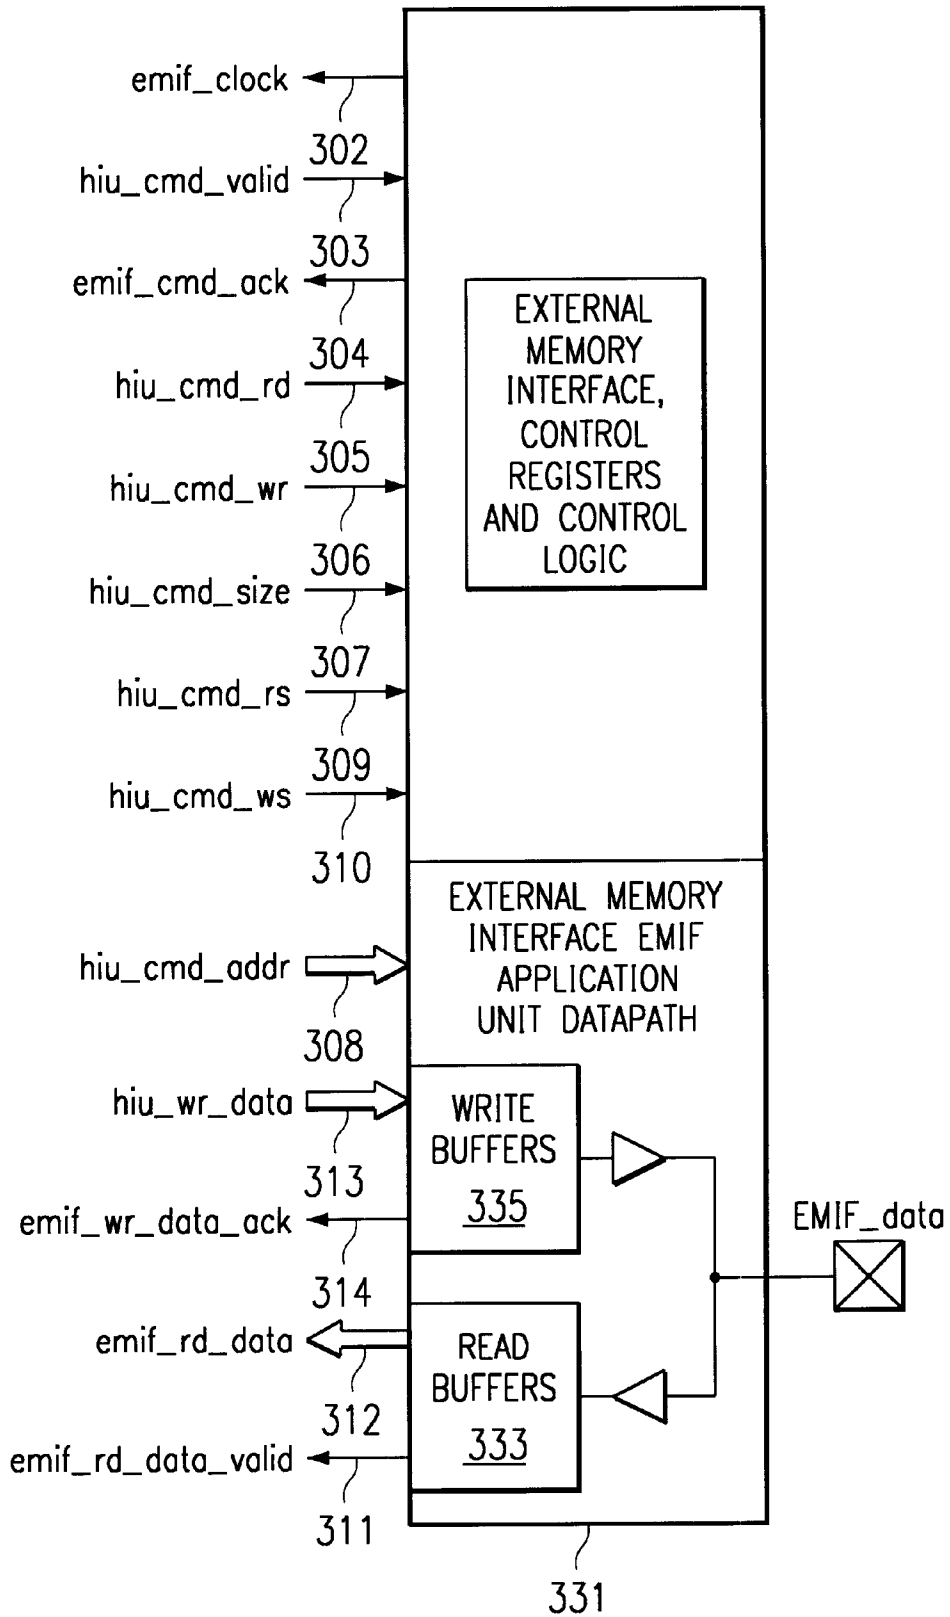 emif_clock
302
hiu_cmd_valid
303
emif_cmd_ack
304
hiu_cmd_rd
305
hiu_cmd_wr
306
hiu_cmd_size
307
hiu_cmd_rs
309
hiu_cmd_ws
310
EXTERNAL
MEMORY
INTERFACE,
CONTROL
REGISTERS
AND CONTROL
LOGIC
EXTERNAL MEMORY
INTERFACE EMIF
APPLICATION
UNIT DATAPATH
hiu_cmd_addr
308
hiu_wr_data
313
WRITE
BUFFERS
335
emif_wr_data_ack
314
EMIF_data
emif_rd_data
312
READ
BUFFERS
333
emif_rd_data_valid
311
331